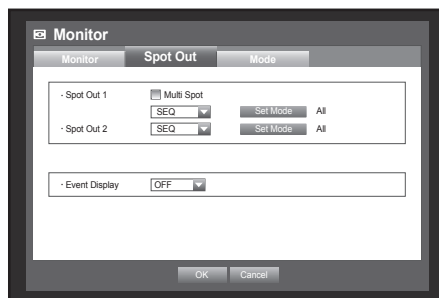 Monitor
Monitor Spot Out Mode
- Spot Out 1 Multi Spot
SEQ Set Mode All
- Spot Out 2 SEQ Set Mode All
- Event Display OFF
OK Cancel